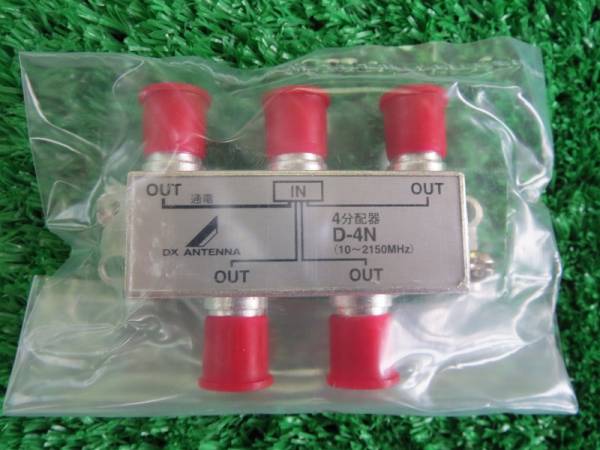 OUT
IN
OUT
通電
4分配器
D-4N
(10～2150MHz)
DX ANTENNA
OUT
OUT